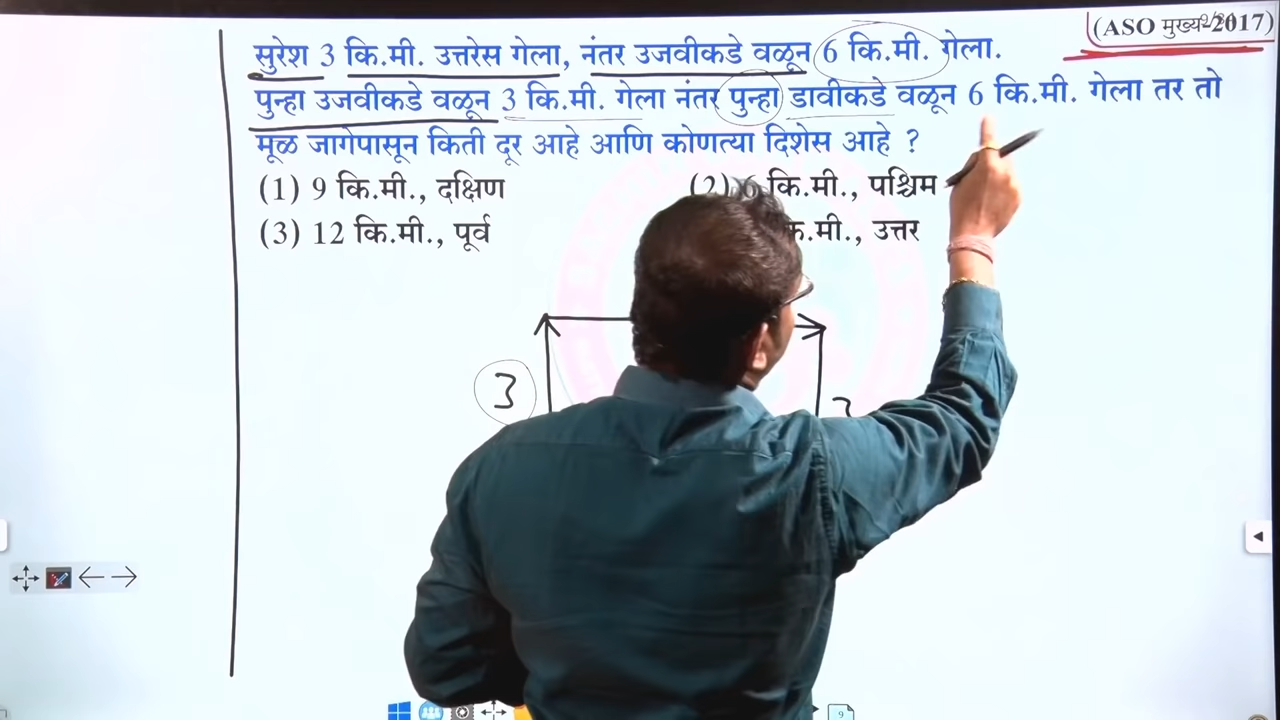 (ASO मुख्य-2017)
सुरेश 3 कि.मी. उत्तरेस गेला, नंतर उजवीकडे वळून 6 कि.मी. गेला.
पुन्हा उजवीकडे वळून 3 कि.मी. गेला नंतर पुन्हा डावीकडे वळून 6 कि.मी. गेला तर तो
मूळ जागेपासून किती दूर आहे आणि कोणत्या दिशेस आहे ?
(1) 9 कि.मी., दक्षिण
(2) 6 कि.मी., पश्चिम
(3) 12 कि.मी., पूर्व
कि.मी., उत्तर
3
9